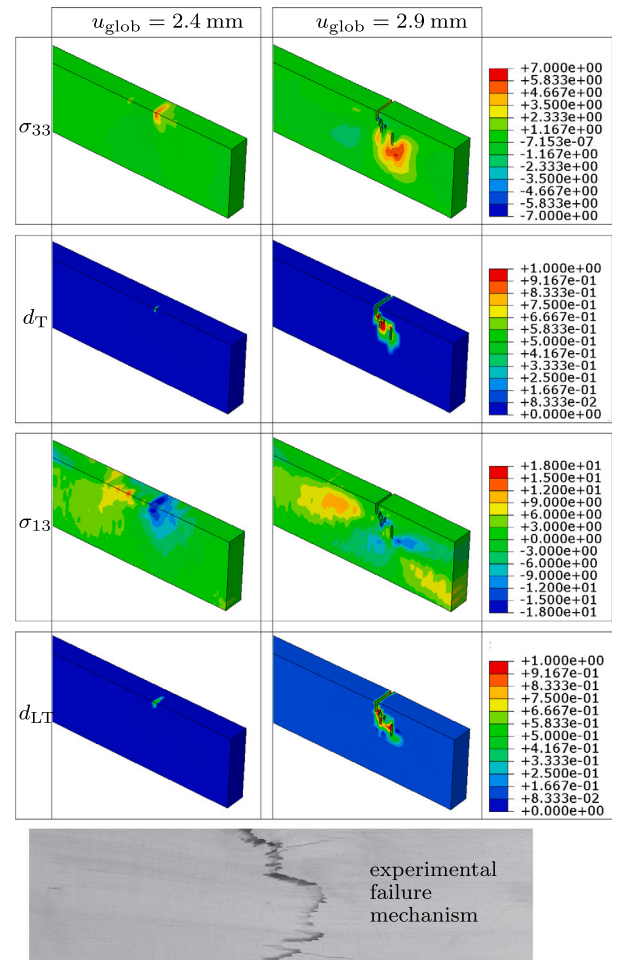 u_glob = 2.4 mm u_glob = 2.9 mm
σ33
+7.000e+00
+5.833e+00
+4.667e+00
+3.500e+00
+2.333e+00
+1.167e+00
-7.153e-07
-1.167e+00
-2.333e+00
-3.500e+00
-4.667e+00
-5.833e+00
-7.000e+00
d_T
+1.000e+00
+9.167e-01
+8.333e-01
+7.500e-01
+6.667e-01
+5.833e-01
+5.000e-01
+4.167e-01
+3.333e-01
+2.500e-01
+1.667e-01
+8.333e-02
+0.000e+00
σ13
+1.800e+01
+1.500e+01
+1.200e+01
+9.000e+00
+6.000e+00
+3.000e+00
+0.000e+00
-3.000e+00
-6.000e+00
-9.000e+00
-1.200e+01
-1.500e+01
-1.800e+01
d_LT
+1.000e+00
+9.167e-01
+8.333e-01
+7.500e-01
+6.667e-01
+5.833e-01
+5.000e-01
+4.167e-01
+3.333e-01
+2.500e-01
+1.667e-01
+8.333e-02
+0.000e+00
experimental
failure
mechanism